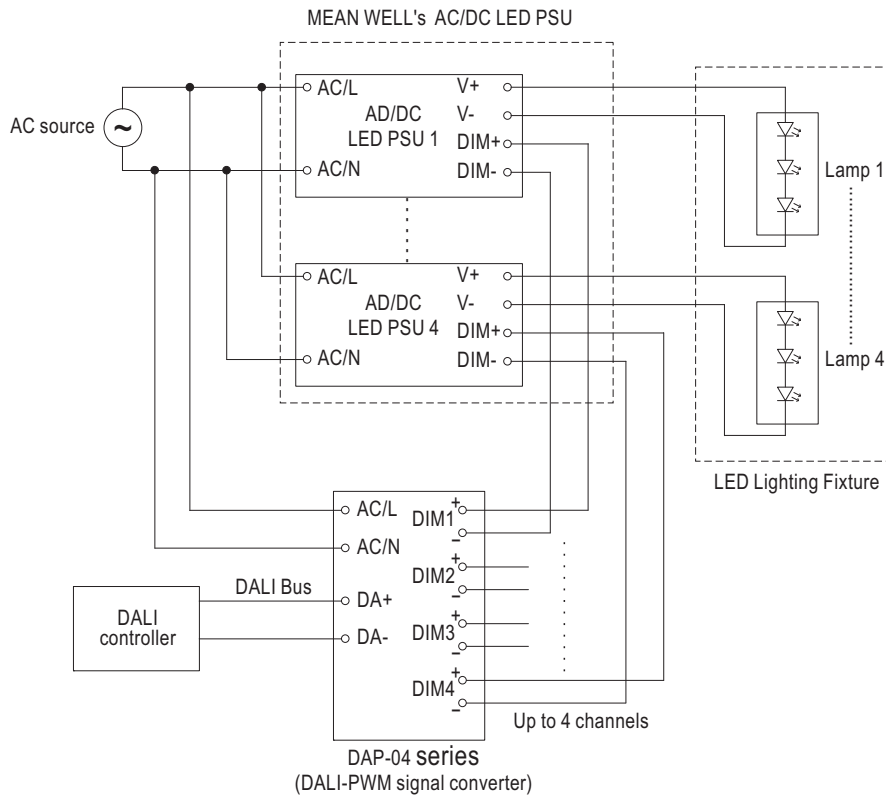 MEAN WELL's AC/DC LED PSU
AC source
~
AC/L
AD/DC
LED PSU 1
AC/N
V+
V-
DIM+
DIM-
Lamp 1
AC/L
AD/DC
LED PSU 4
AC/N
V+
V-
DIM+
DIM-
Lamp 4
LED Lighting Fixture
AC/L
AC/N
DA+
DA-
DIM1
+
−
DIM2
+
−
DIM3
+
−
DIM4
+
−
DALI Bus
DALI
controller
Up to 4 channels
DAP-04 series
(DALI-PWM signal converter)